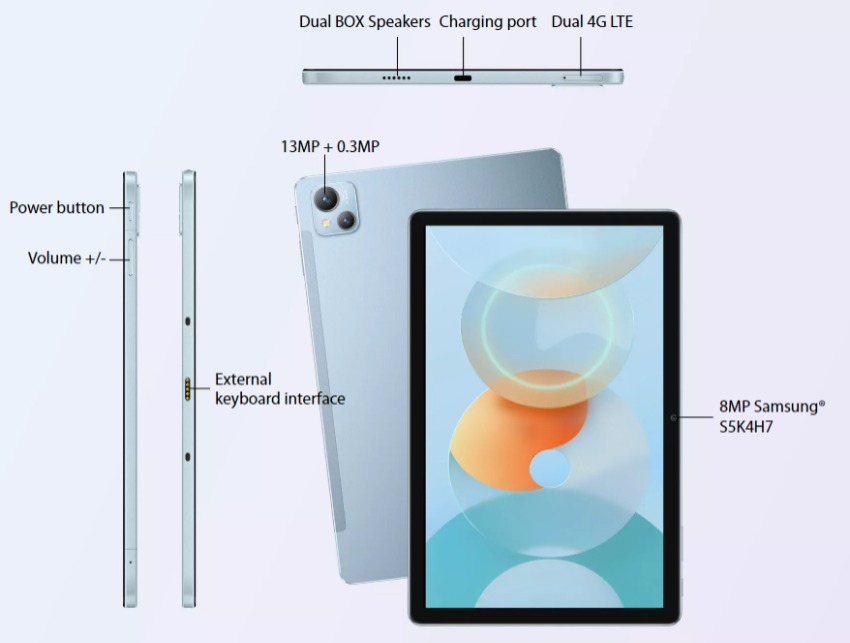 Dual BOX Speakers
Charging port
Dual 4G LTE
13MP + 0.3MP
Power button
Volume +/-
External
keyboard interface
8MP Samsung®
S5K4H7